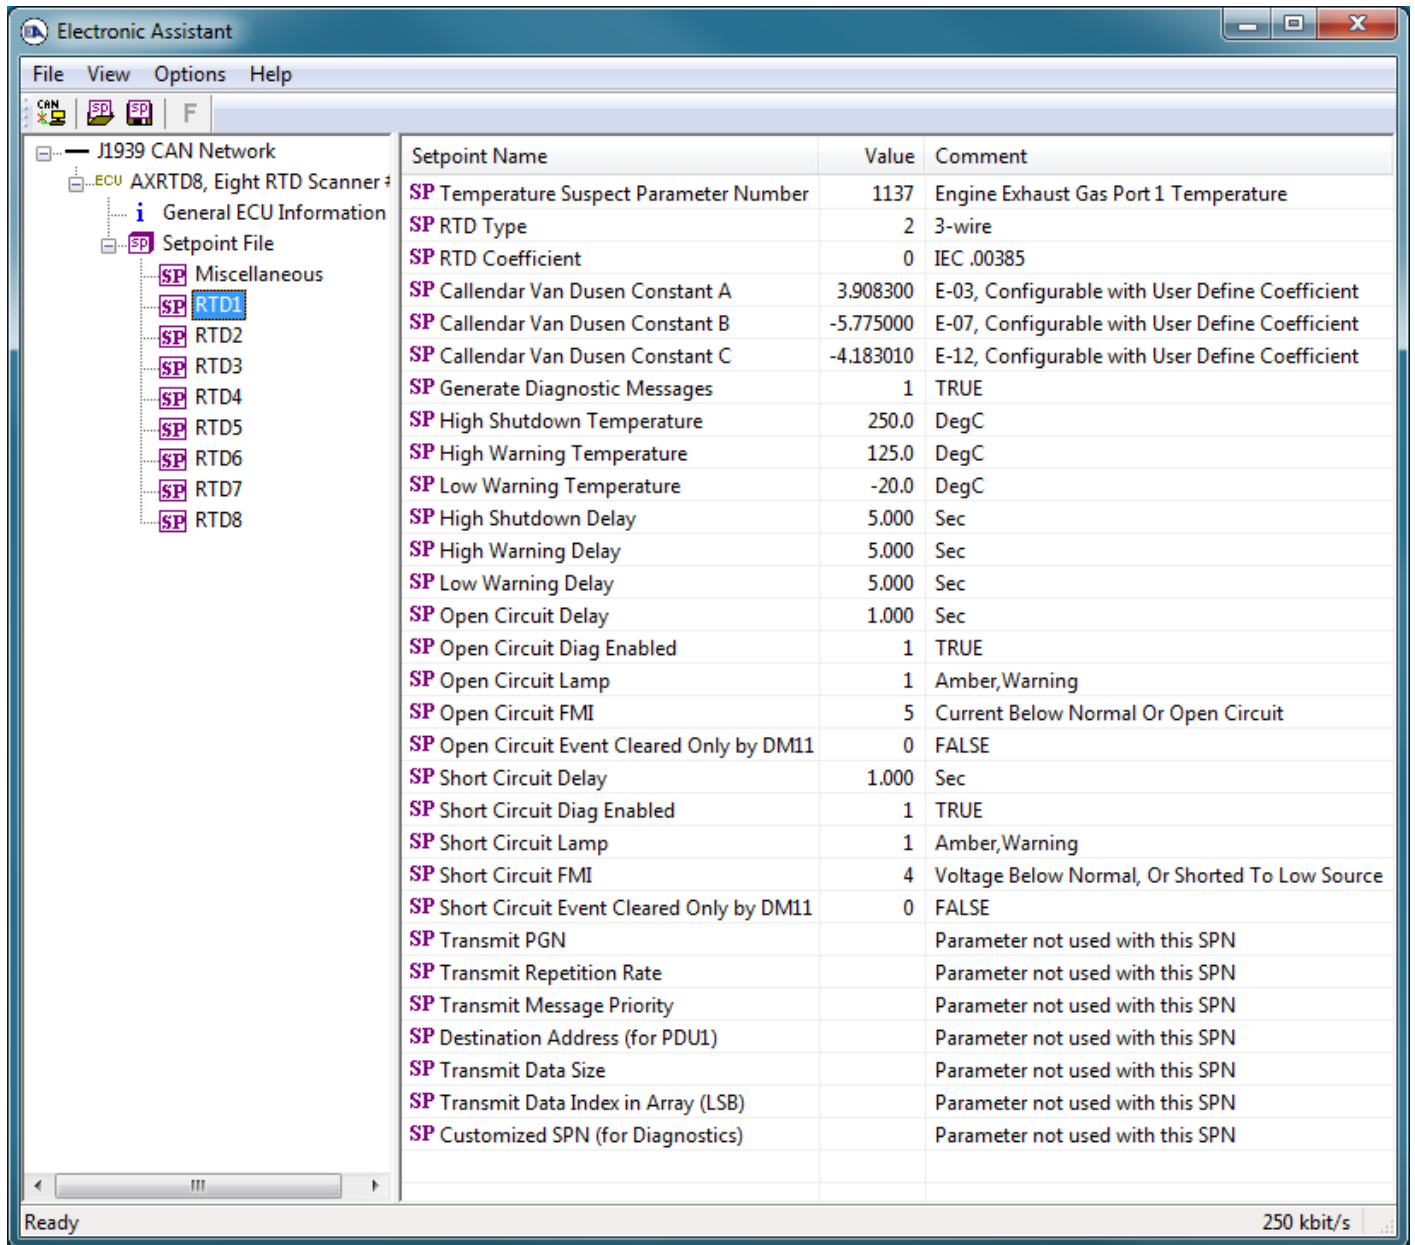 Electronic Assistant
File View Options Help
CAN SP SP F
J1939 CAN Network
ECU AXRTD8, Eight RTD Scanner #
i General ECU Information
SP Setpoint File
SP Miscellaneous
SP RTD1
SP RTD2
SP RTD3
SP RTD4
SP RTD5
SP RTD6
SP RTD7
SP RTD8
Setpoint Name Value Comment
SP Temperature Suspect Parameter Number 1137 Engine Exhaust Gas Port 1 Temperature
SP RTD Type 2 3-wire
SP RTD Coefficient 0 IEC .00385
SP Callendar Van Dusen Constant A 3.908300 E-03, Configurable with User Define Coefficient
SP Callendar Van Dusen Constant B -5.775000 E-07, Configurable with User Define Coefficient
SP Callendar Van Dusen Constant C -4.183010 E-12, Configurable with User Define Coefficient
SP Generate Diagnostic Messages 1 TRUE
SP High Shutdown Temperature 250.0 DegC
SP High Warning Temperature 125.0 DegC
SP Low Warning Temperature -20.0 DegC
SP High Shutdown Delay 5.000 Sec
SP High Warning Delay 5.000 Sec
SP Low Warning Delay 5.000 Sec
SP Open Circuit Delay 1.000 Sec
SP Open Circuit Diag Enabled 1 TRUE
SP Open Circuit Lamp 1 Amber,Warning
SP Open Circuit FMI 5 Current Below Normal Or Open Circuit
SP Open Circuit Event Cleared Only by DM11 0 FALSE
SP Short Circuit Delay 1.000 Sec
SP Short Circuit Diag Enabled 1 TRUE
SP Short Circuit Lamp 1 Amber,Warning
SP Short Circuit FMI 4 Voltage Below Normal, Or Shorted To Low Source
SP Short Circuit Event Cleared Only by DM11 0 FALSE
SP Transmit PGN Parameter not used with this SPN
SP Transmit Repetition Rate Parameter not used with this SPN
SP Transmit Message Priority Parameter not used with this SPN
SP Destination Address (for PDU1) Parameter not used with this SPN
SP Transmit Data Size Parameter not used with this SPN
SP Transmit Data Index in Array (LSB) Parameter not used with this SPN
SP Customized SPN (for Diagnostics) Parameter not used with this SPN
Ready 250 kbit/s